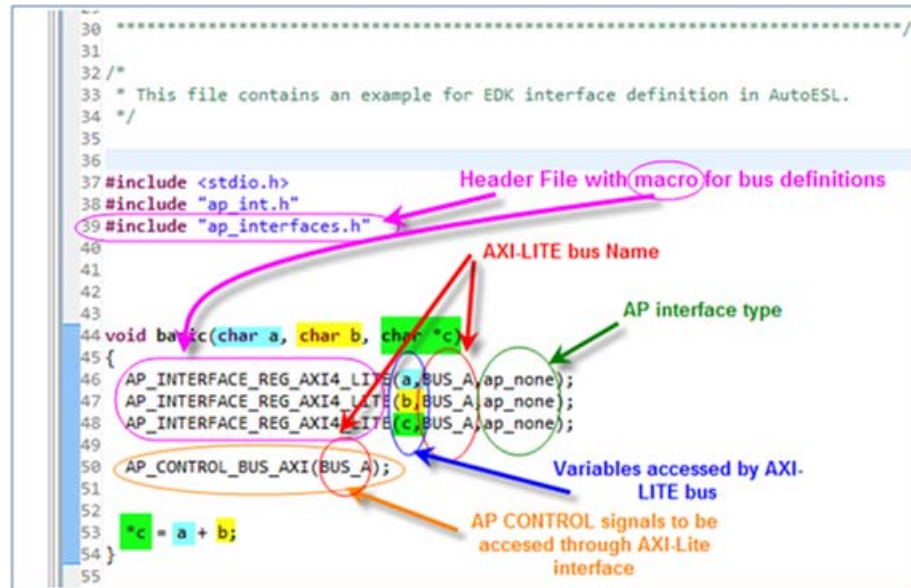 29
30 ***********************************************************************/
31
32 /*
33 * This file contains an example for EDK interface definition in AutoESL.
34 */
35
36
37 #include <stdio.h>
Header File with macro for bus definitions
38 #include "ap_int.h"
39 #include "ap_interfaces.h"
40
AXI-LITE bus Name
41
42
43
AP interface type
44 void basic(char a, char b, char *c)
45 {
46 AP_INTERFACE_REG_AXI4_LITE(a,BUS_A,ap_none);
47 AP_INTERFACE_REG_AXI4_LITE(b,BUS_A,ap_none);
48 AP_INTERFACE_REG_AXI4_LITE(c,BUS_A,ap_none);
49
50 AP_CONTROL_BUS_AXI(BUS_A);
Variables accessed by AXI-
LITE bus
51
52
AP CONTROL signals to be
accesed through AXI-Lite
interface
53 *c = a + b;
54 }
55